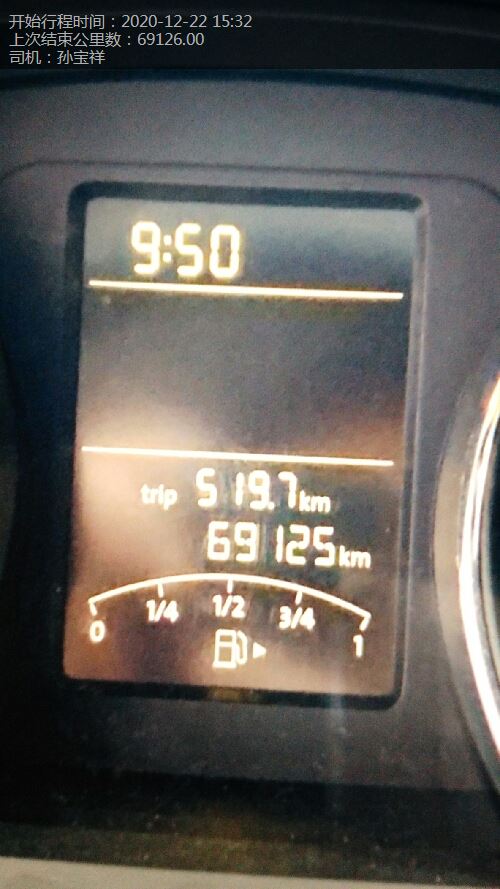 开始行程时间：2020-12-22 15:32
上次结束公里数：69126.00
司机：孙宝祥
9:50
trip 519.7km
69125km
0 1/4 1/2 3/4 1